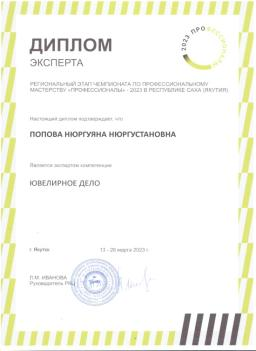 2023 ПРОФЕССИОНАЛЫ
ДИПЛОМ
ЭКСПЕРТА
РЕГИОНАЛЬНЫЙ ЭТАП ЧЕМПИОНАТА ПО ПРОФЕССИОНАЛЬНОМУ
МАСТЕРСТВУ «ПРОФЕССИОНАЛЫ» - 2023 В РЕСПУБЛИКЕ САХА (ЯКУТИЯ)
Настоящий диплом подтверждает, что
ПОПОВА НЮРГУЯНА НЮРГУСТАНОВНА
Является экспертом компетенции
ЮВЕЛИРНОЕ ДЕЛО
г. Якутск
13 - 28 марта 2023 г.
Л.М. ИВАНОВА
Руководитель РКЦ